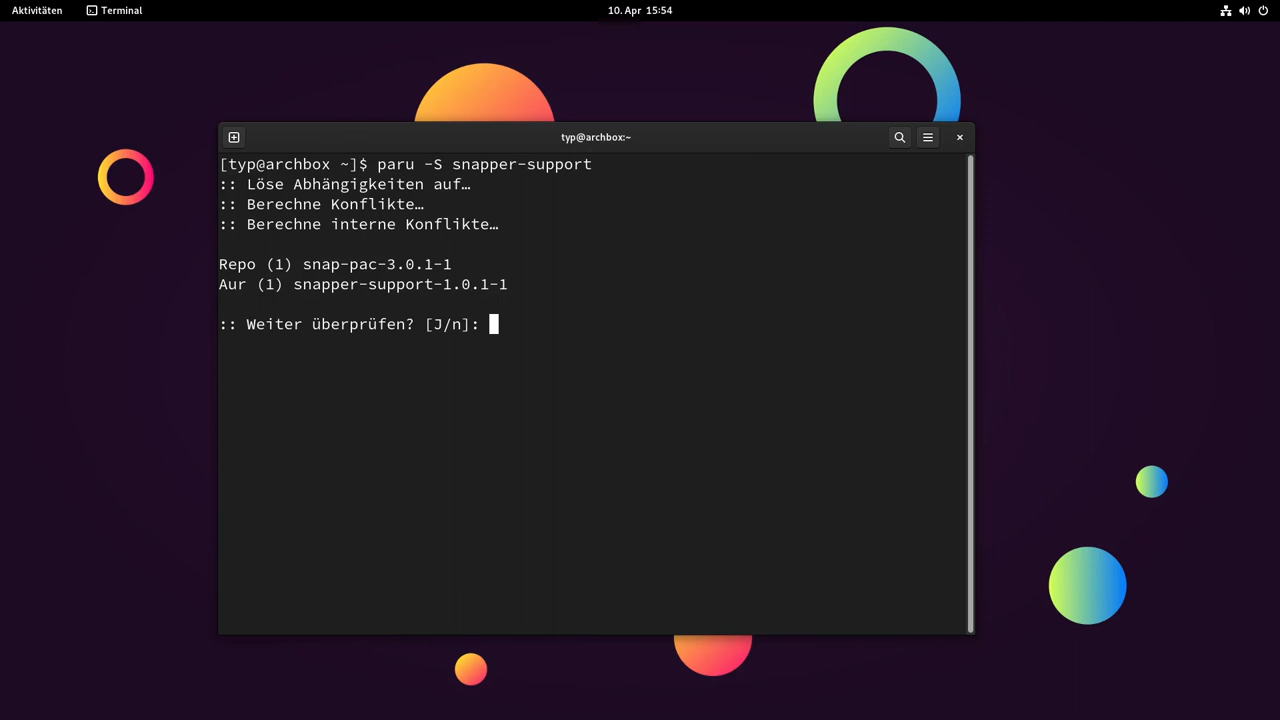 Aktivitäten
Terminal
10. Apr 15:54
typ@archbox:~
[typ@archbox ~]$ paru -S snapper-support
:: Löse Abhängigkeiten auf…
:: Berechne Konflikte…
:: Berechne interne Konflikte…
Repo (1) snap-pac-3.0.1-1
Aur (1) snapper-support-1.0.1-1
:: Weiter überprüfen? [J/n]: